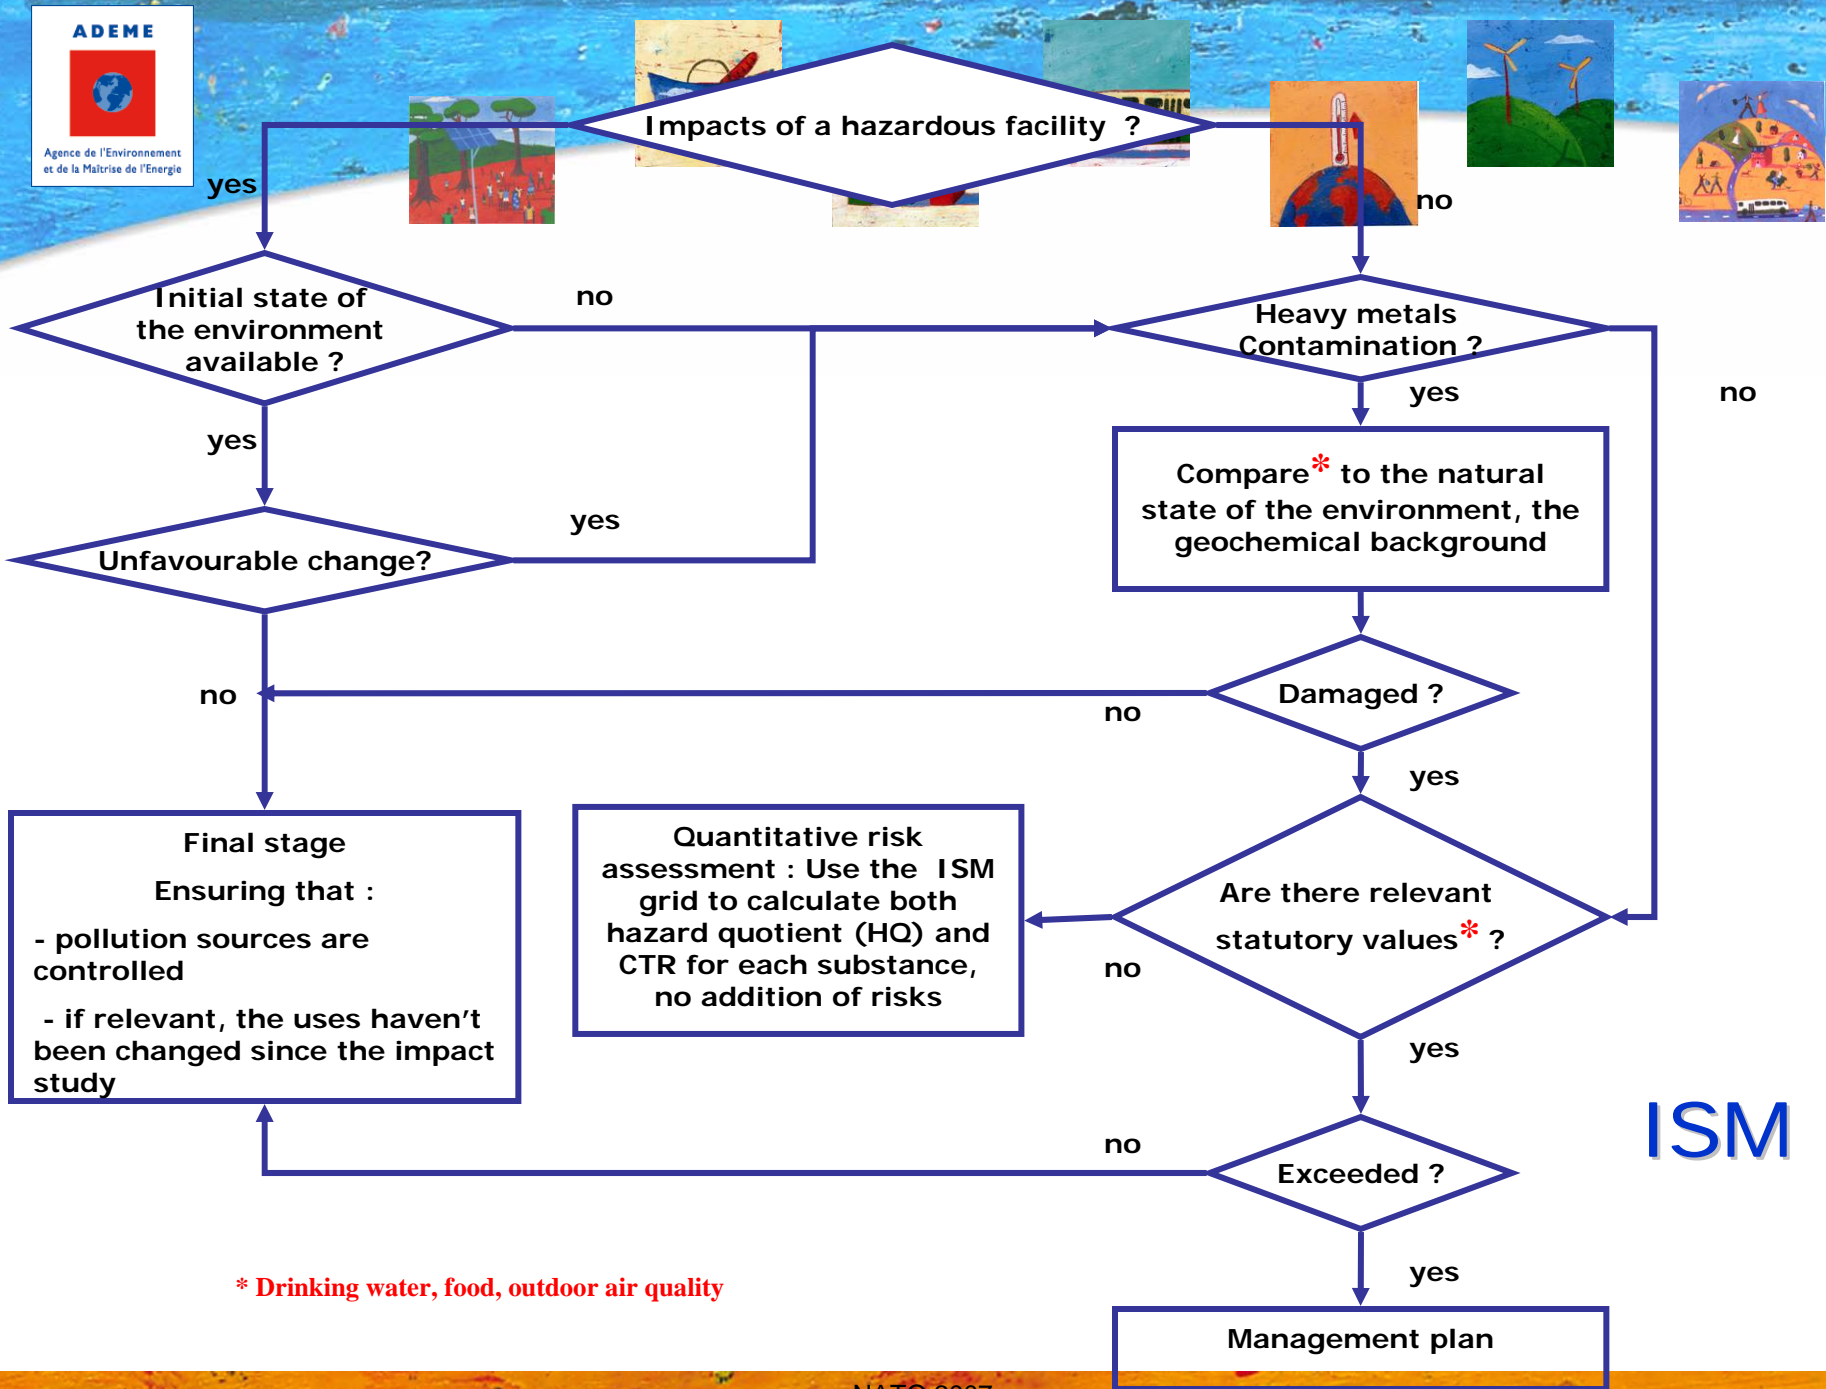 ADEME
Agence de l'Environnement
et de la Maîtrise de l'Energie
Impacts of a hazardous facility ?
yes
no
Initial state of
the environment
available ?
no
Heavy metals
Contamination ?
yes
no
yes
Compare* to the natural
state of the environment, the
geochemical background
Unfavourable change?
yes
no
Damaged ?
no
yes
Final stage
Ensuring that :
- pollution sources are
controlled
- if relevant, the uses haven't
been changed since the impact
study
Quantitative risk
assessment : Use the ISM
grid to calculate both
hazard quotient (HQ) and
CTR for each substance,
no addition of risks
Are there relevant
statutory values* ?
no
yes
ISM
no
Exceeded ?
yes
* Drinking water, food, outdoor air quality
Management plan
NATO 2007